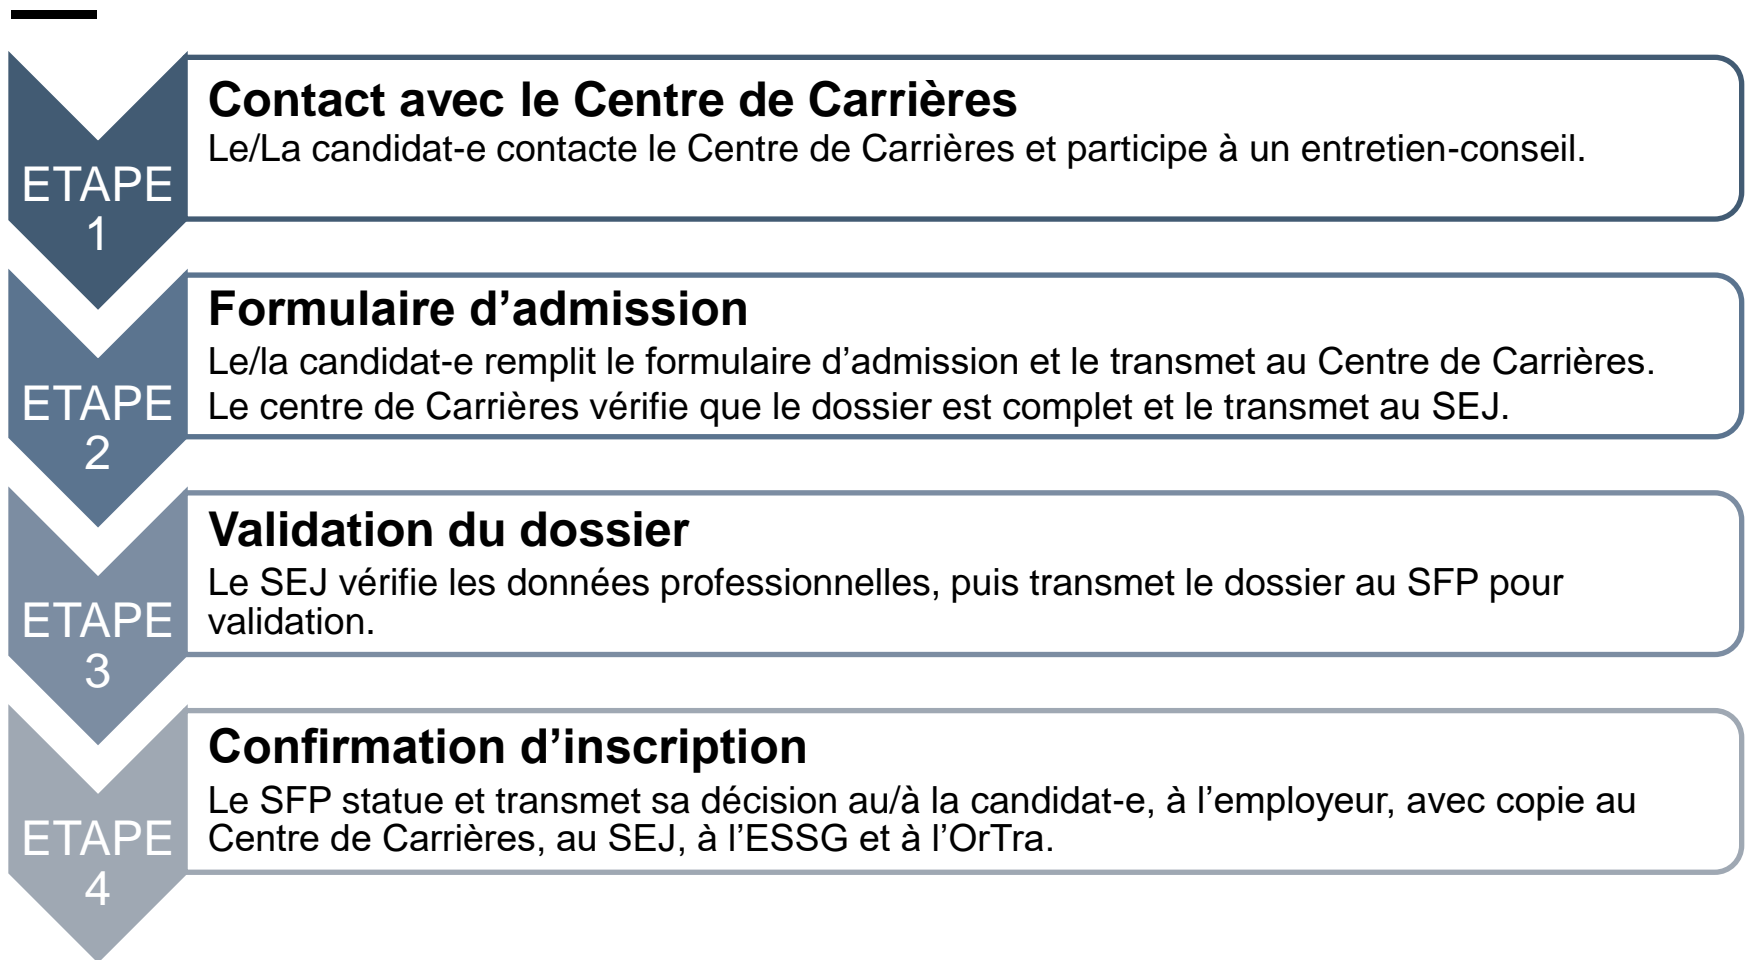 ETAPE
1
Contact avec le Centre de Carrières
Le/La candidat-e contacte le Centre de Carrières et participe à un entretien-conseil.
ETAPE
2
Formulaire d’admission
Le/la candidat-e remplit le formulaire d’admission et le transmet au Centre de Carrières.
Le centre de Carrières vérifie que le dossier est complet et le transmet au SEJ.
ETAPE
3
Validation du dossier
Le SEJ vérifie les données professionnelles, puis transmet le dossier au SFP pour
validation.
ETAPE
4
Confirmation d’inscription
Le SFP statue et transmet sa décision au/à la candidat-e, à l’employeur, avec copie au
Centre de Carrières, au SEJ, à l’ESSG et à l’OrTra.